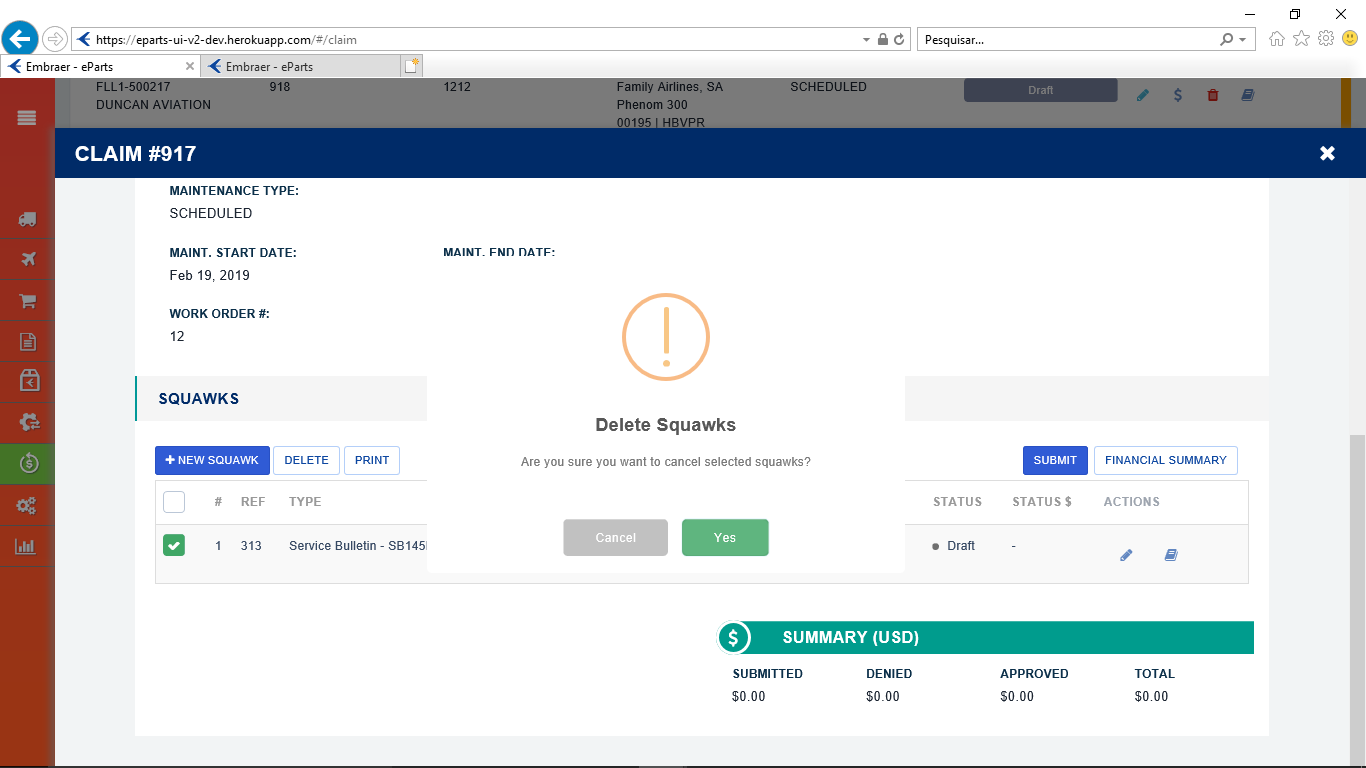 https://eparts-ui-v2-dev.herokuapp.com/#/claim
Pesquisar...
Embraer - eParts
Embraer - eParts
FLL1-500217 918 1212 Family Airlines, SA SCHEDULED Draft
DUNCAN AVIATION Phenom 300
00195 | HBVPR
CLAIM #917
MAINTENANCE TYPE:
SCHEDULED
MAINT. START DATE: MAINT. END DATE:
Feb 19, 2019
WORK ORDER #:
12
SQUAWKS
Delete Squawks
Are you sure you want to cancel selected squawks?
Cancel Yes
+ NEW SQUAWK DELETE PRINT SUBMIT FINANCIAL SUMMARY
# REF TYPE STATUS STATUS $ ACTIONS
1 313 Service Bulletin - SB145 Draft -
$ SUMMARY (USD)
SUBMITTED DENIED APPROVED TOTAL
$0.00 $0.00 $0.00 $0.00